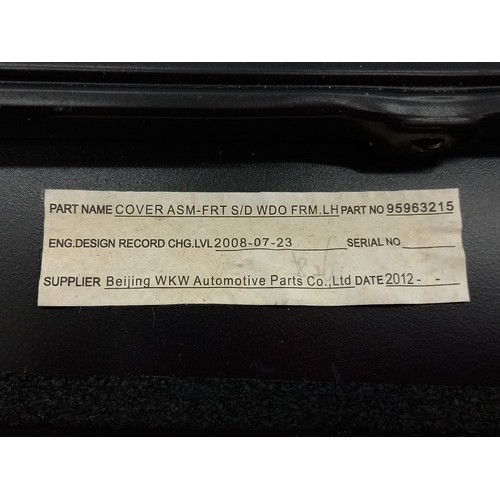 PART NAME COVER ASM-FRT S/D WDO FRM.LH PART NO 95963215
ENG.DESIGN RECORD CHG.LVL 2008-07-23 SERIAL NO
SUPPLIER Beijing WKW Automotive Parts Co.,Ltd DATE 2012- -